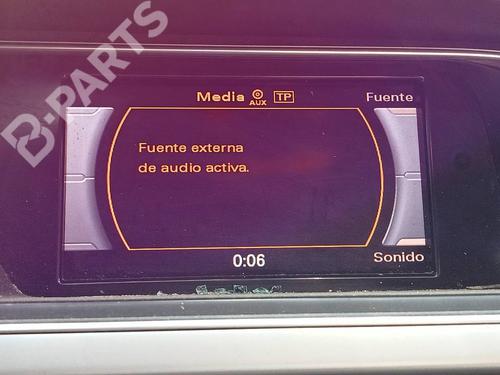 B-PARTS
Media AUX TP Fuente
Fuente externa
de audio activa.
0:06
Sonido